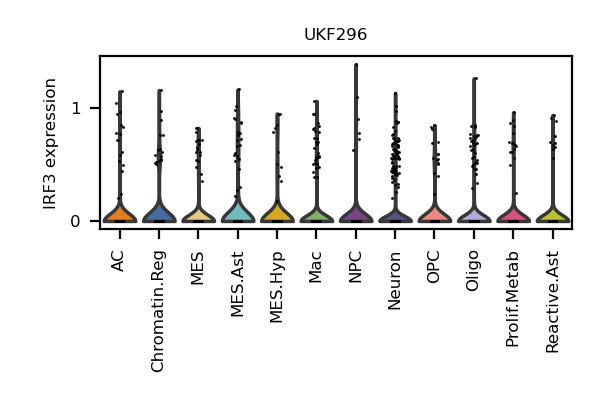 UKF296
IRF3 expression
1
0
AC
Chromatin.Reg
MES
MES.Ast
MES.Hyp
Mac
NPC
Neuron
OPC
Oligo
Prolif.Metab
Reactive.Ast